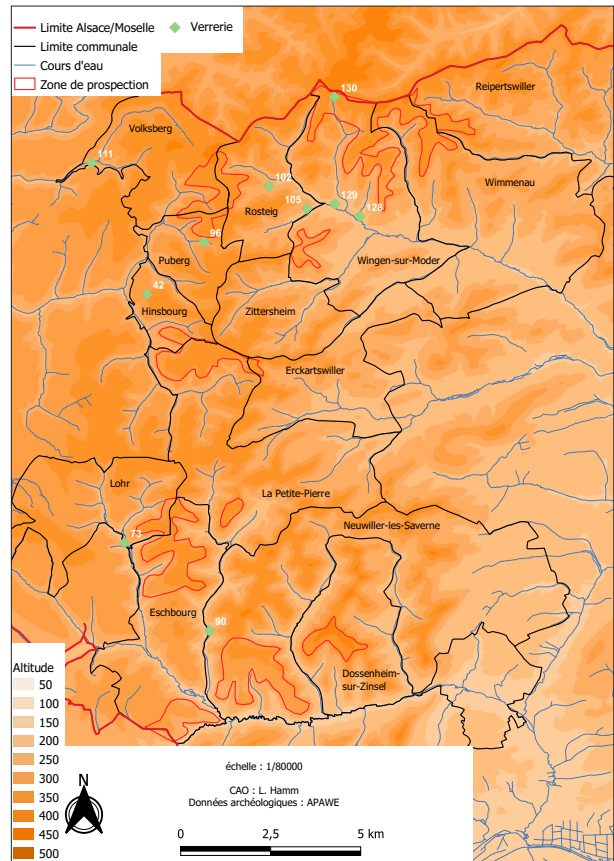 Limite Alsace/Moselle
Verrerie
Limite communale
Cours d'eau
Zone de prospection
130
Reipertswiller
Volksberg
111
102
Wimmenau
105
Rosteig
129
128
96
Puberg
Wingen-sur-Moder
42
Hinsbourg
Zittersheim
Erckartswiller
Lohr
La Petite-Pierre
Neuwiller-les-Saverne
73
Eschbourg
90
Dossenheim-
sur-Zinsel
Altitude
50
100
150
200
250
300
350
400
450
500
N
échelle : 1/80000
CAO : L. Hamm
Données archéologiques : APAWE
0
2,5
5 km